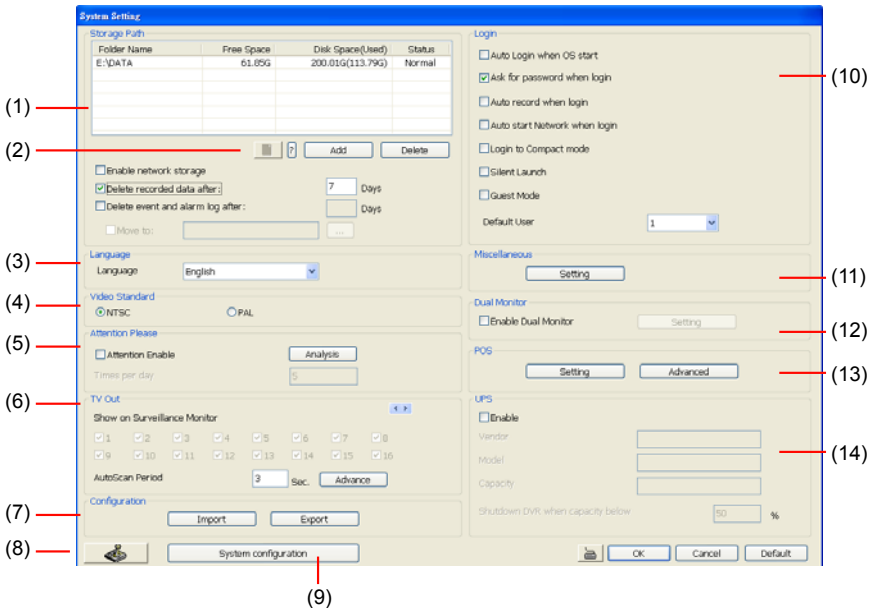 System Setting
Storage Path
Folder Name Free Space Disk Space(Used) Status
E:\DATA 61.85G 200.01G(113.79G) Normal
(1)
(2)
? Add Delete
Enable network storage
Delete recorded data after: 7 Days
Delete event and alarm log after: Days
Move to: ...
(3)
Language
Language English
(4)
Video Standard
NTSC PAL
(5)
Attention Please
Attention Enable Analysis
Times per day 5
(6)
TV Out
Show on Surveillance Monitor
1 2 3 4 5 6 7 8
9 10 11 12 13 14 15 16
AutoScan Period 3 Sec. Advance
(7)
Configuration
Import Export
(8)
System configuration
(9)
Login
Auto Login when OS start
Ask for password when login
(10)
Auto record when login
Auto start Network when login
Login to Compact mode
Silent Launch
Guest Mode
Default User 1
Miscellaneous
Setting
(11)
Dual Monitor
Enable Dual Monitor Setting
(12)
POS
Setting Advanced
(13)
UPS
Enable
Vendor
Model
(14)
Capacity
Shutdown DVR when capacity below 50 %
OK Cancel Default